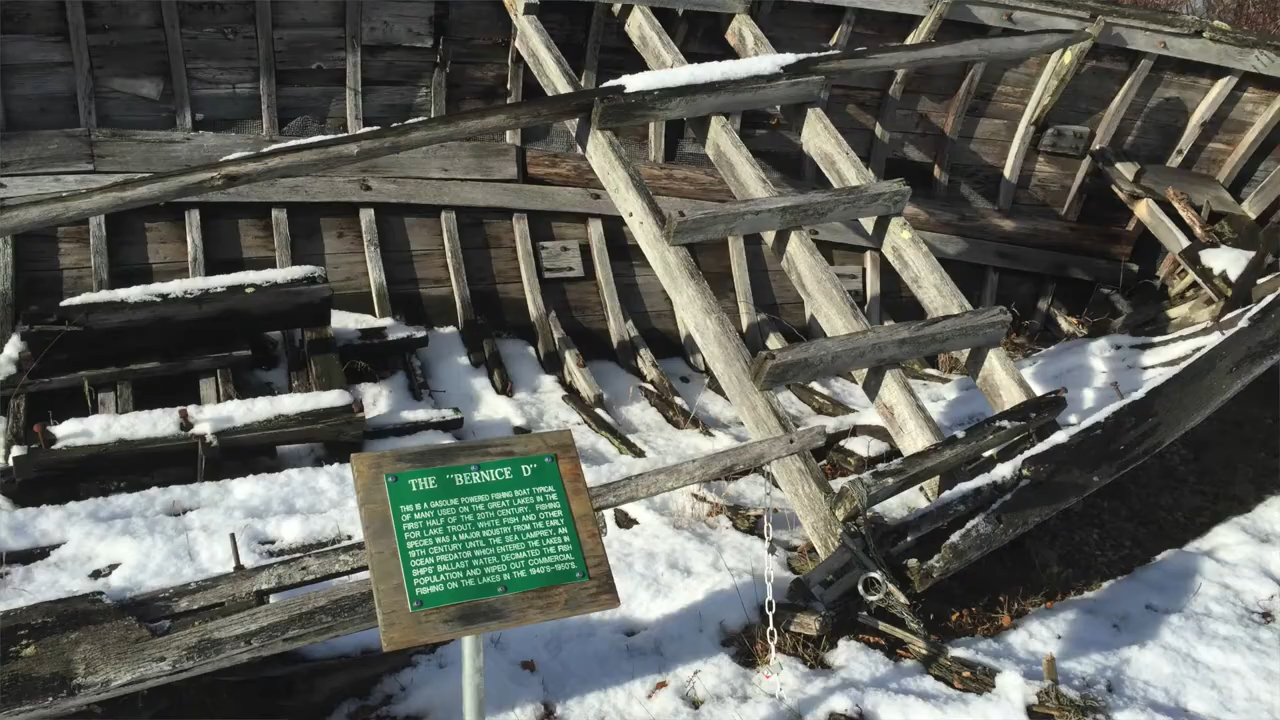 THE "BERNICE D"
THIS IS A GASOLINE POWERED FISHING BOAT TYPICAL
OF MANY USED ON THE GREAT LAKES IN THE
FIRST HALF OF THE 20TH CENTURY. FISHING
FOR LAKE TROUT, WHITE FISH AND OTHER
SPECIES WAS A MAJOR INDUSTRY FROM THE EARLY
19TH CENTURY UNTIL THE SEA LAMPREY, AN
OCEAN PREDATOR WHICH ENTERED THE LAKES IN
SHIPS' BALLAST WATER, DECIMATED THE FISH
POPULATION AND WIPED OUT COMMERCIAL
FISHING ON THE LAKES IN THE 1940'S-1950'S.